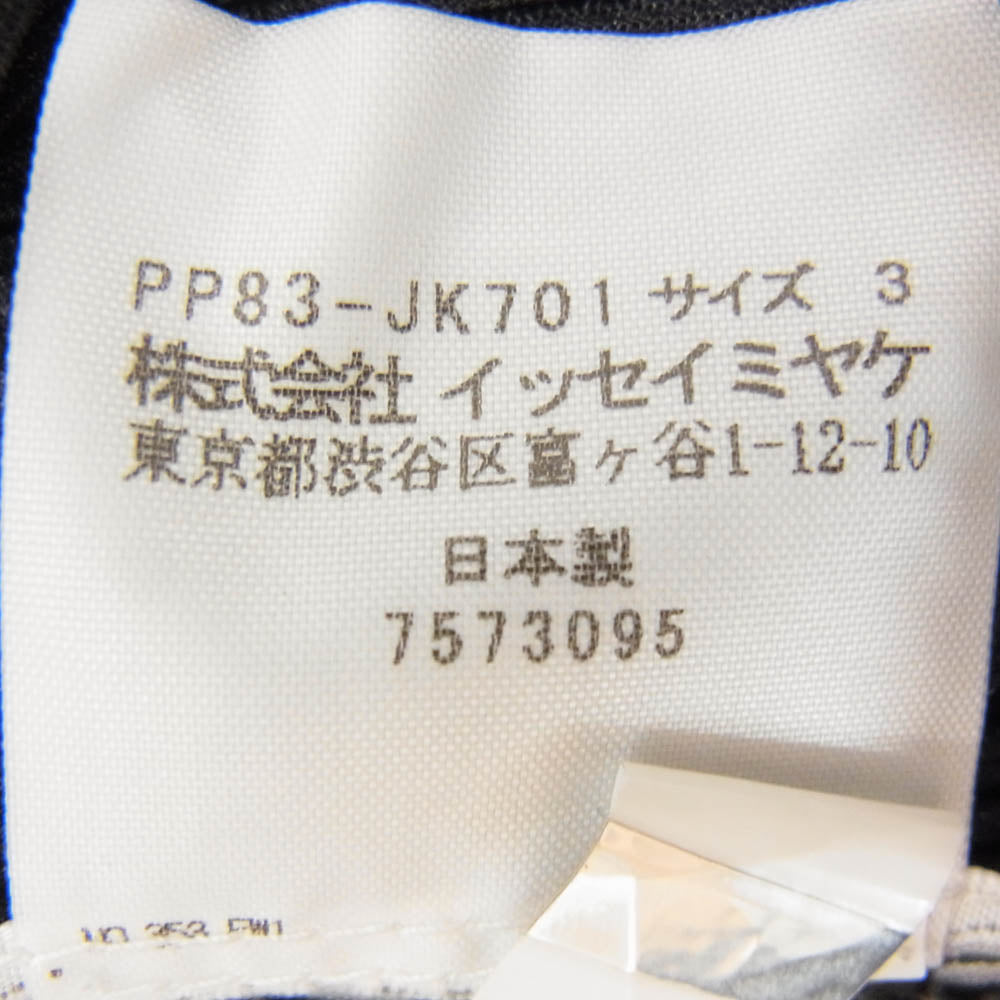 PP83-JK701 サイズ 3
株式会社 イッセイミヤケ
東京都渋谷区富ヶ谷1-12-10
日本製
7573095